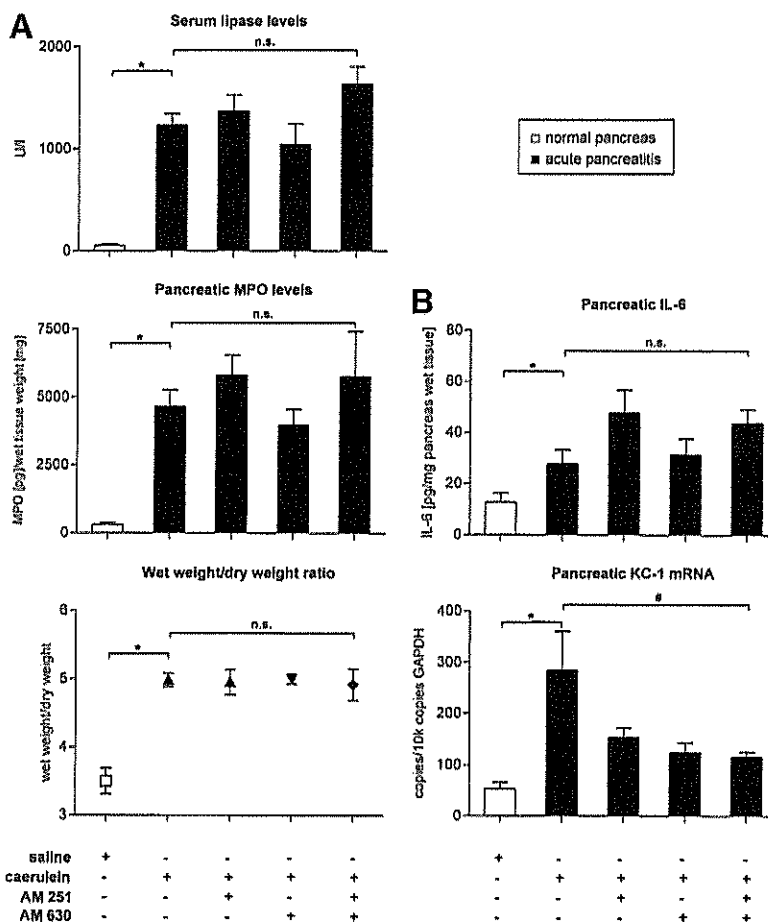 A
Serum lipase levels
n.s.
*
2000
1000
0
U/l
□ normal pancreas
■ acute pancreatitis
Pancreatic MPO levels
n.s.
*
7500
5000
2500
0
MPO [pg]/wet tissue weight [mg]
B
Pancreatic IL-6
n.s.
*
80
60
40
20
0
IL-6 [pg/mg pancreas wet tissue]
Wet weight/dry weight ratio
n.s.
*
6
5
4
3
wet weight/dry weight
Pancreatic KC-1 mRNA
#
*
400
300
200
100
0
copies/10k copies GAPDH
saline + - - - - + - - - -
caerulein - + + + + - + + + +
AM 251 - - + - + - - + - +
AM 630 - - - + + - - - + +